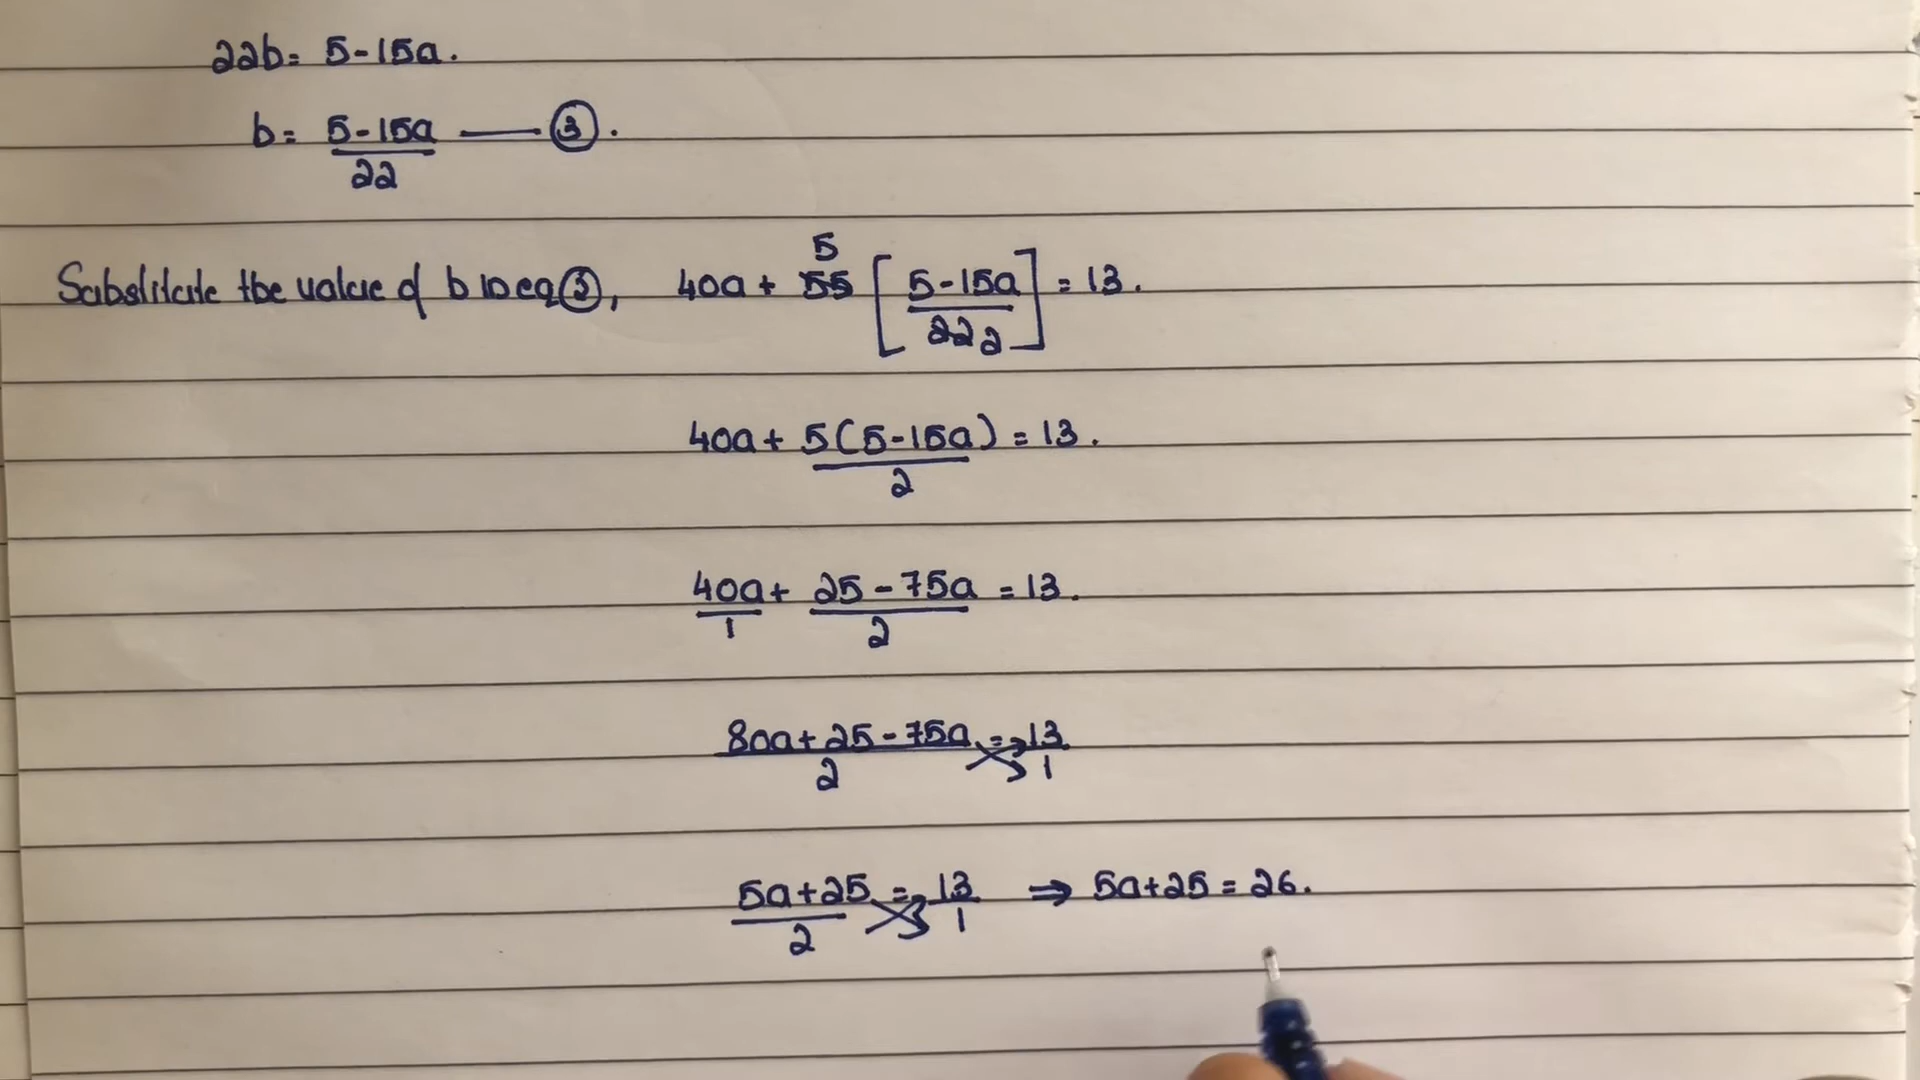 22b = 5-15a.
b = 5-15a/22 —— ③.
Substitute the value of b in eq ②, 40a + 55 5 [5-15a/22 2] = 13.
40a + 5(5-15a)/2 = 13.
40a/1 + 25-75a/2 = 13.
80a+25-75a/2 = 13/1
5a+25/2 = 13/1 ⇒ 5a+25 = 26.